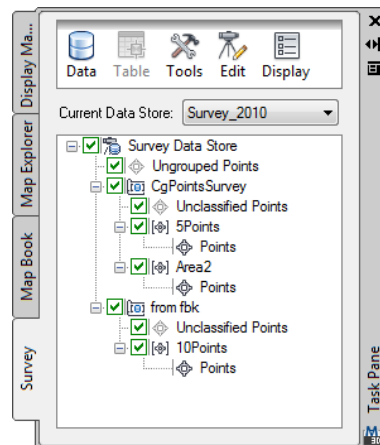 Display Ma...
Map Explorer
Map Book
Survey
Data Table Tools Edit Display
Current Data Store: Survey_2010
Survey Data Store
Ungrouped Points
CgPointsSurvey
Unclassified Points
5Points
Points
Area2
Points
from fbk
Unclassified Points
10Points
Points
Task Pane